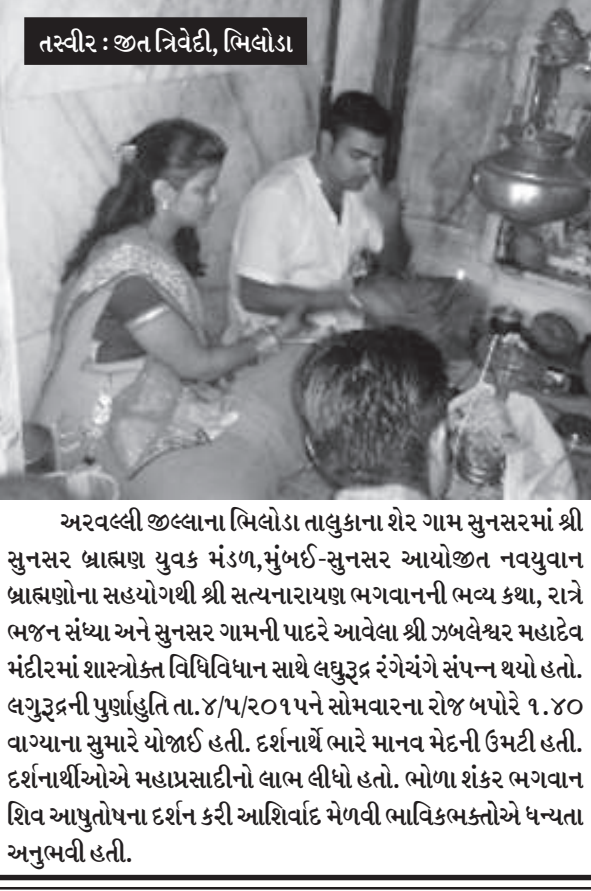 તસ્વીર : જીત ત્રિવેદી, ભિલોડા
અરવલ્લી જીલ્લાના ભિલોડા તાલુકાના શેર ગામ સુનસરમાં શ્રી
સુનસર બ્રાહ્મણ યુવક મંડળ,મુંબઈ-સુનસર આયોજીત નવયુવાન
બ્રાહ્મણોના સહયોગથી શ્રી સત્યનારાયણ ભગવાનની ભવ્ય કથા, રાત્રે
ભજન સંધ્યા અને સુનસર ગામની પાદરે આવેલા શ્રી ઝબલેશ્વર મહાદેવ
મંદીરમાં શાસ્ત્રોક્ત વિધિવિધાન સાથે લઘુરૂદ્ર રંગેચંગે સંપન્ન થયો હતો.
લગુરૂદ્રની પુર્ણાહુતિ તા.૪/૫/૨૦૧૫ને સોમવારના રોજ બપોરે ૧.૪૦
વાગ્યાના સુમારે યોજાઈ હતી. દર્શનાર્થે ભારે માનવ મેદની ઉમટી હતી.
દર્શનાર્થીઓએ મહાપ્રસાદીનો લાભ લીધો હતો. ભોળા શંકર ભગવાન
શિવ આષુતોષના દર્શન કરી આશિર્વાદ મેળવી ભાવિકભક્તોએ ધન્યતા
અનુભવી હતી.